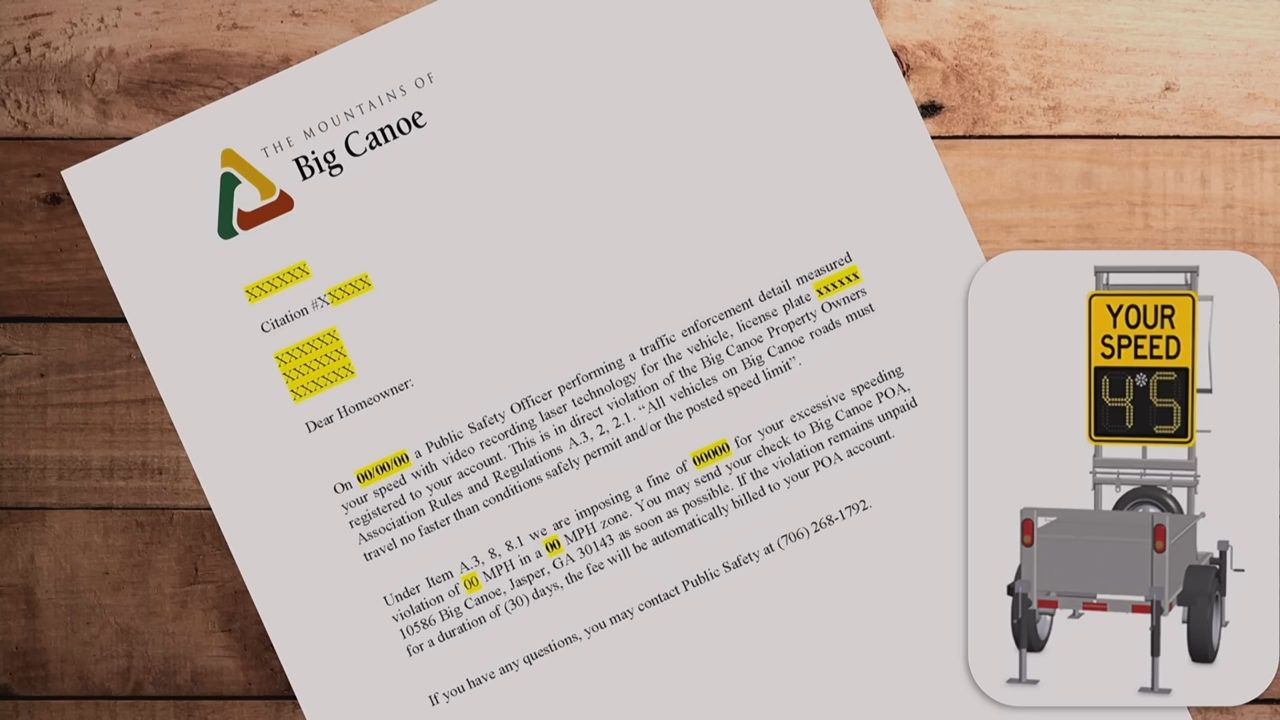 THE MOUNTAINS OF
Big Canoe
XXXXXX
Citation #XXXXX
XXXXXX
XXXXXX
XXXXXX
Dear Homeowner:
On 00/00/00 a Public Safety Officer performing a traffic enforcement detail measured
your speed with video recording laser technology for the vehicle, license plate xxxxxx
registered to your account. This is in direct violation of the Big Canoe Property Owners
Association Rules and Regulations A.3, 2, 2.1. “All vehicles on Big Canoe roads must
travel no faster than conditions safely permit and/or the posted speed limit”.
Under Item A.3, 8, 8.1 we are imposing a fine of 00000 for your excessive speeding
violation of 00 MPH in a 00 MPH zone. You may send your check to Big Canoe POA,
10586 Big Canoe, Jasper, GA 30143 as soon as possible. If the violation remains unpaid
for a duration of (30) days, the fee will be automatically billed to your POA account.
If you have any questions, you may contact Public Safety at (706) 268-1792.
YOUR
SPEED
45